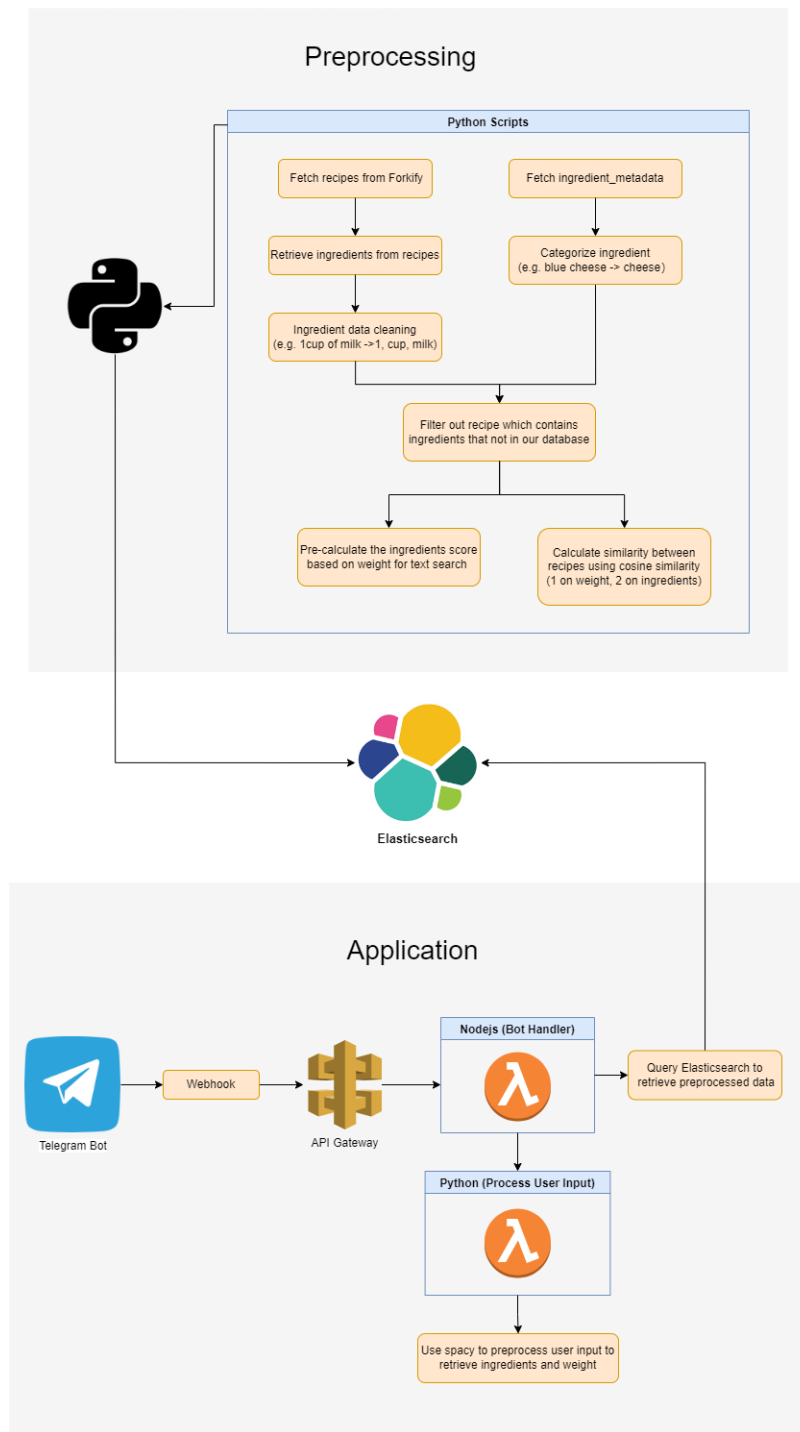 Preprocessing
Python Scripts
Fetch recipes from Forkify
Fetch ingredient_metadata
Retrieve ingredients from recipes
Categorize ingredient
(e.g. blue cheese -> cheese)
Ingredient data cleaning
(e.g. 1cup of milk ->1, cup, milk)
Filter out recipe which contains
ingredients that not in our database
Pre-calculate the ingredients score
based on weight for text search
Calculate similarity between
recipes using cosine similarity
(1 on weight, 2 on ingredients)
Elasticsearch
Application
Telegram Bot
Webhook
API Gateway
Nodejs (Bot Handler)
λ
Query Elasticsearch to
retrieve preprocessed data
Python (Process User Input)
λ
Use spacy to preprocess user input to
retrieve ingredients and weight